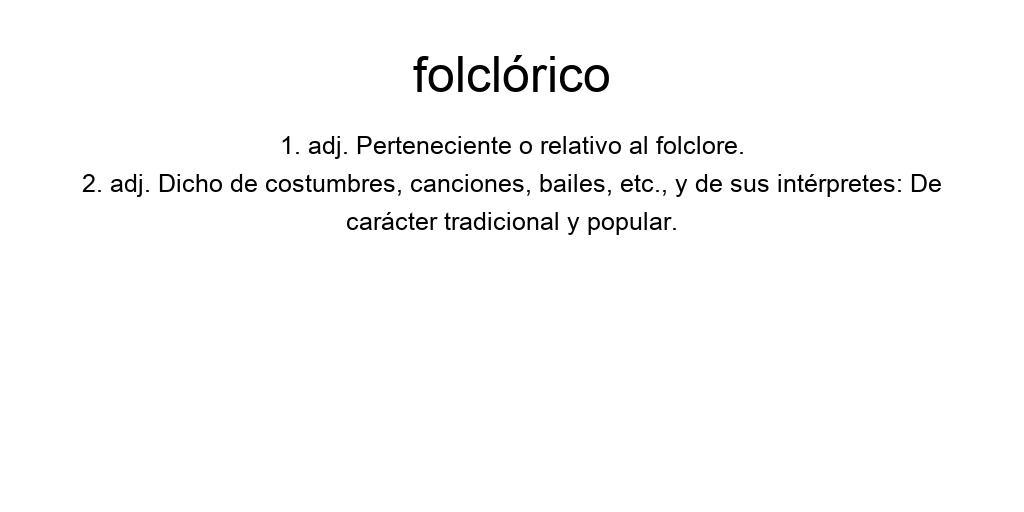 folclórico
1. adj. Perteneciente o relativo al folclore.
2. adj. Dicho de costumbres, canciones, bailes, etc., y de sus intérpretes: De
carácter tradicional y popular.